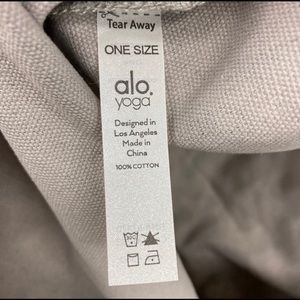 Tear Away
ONE SIZE
alo
yoga
Designed in
Los Angeles
Made in
China
100% COTTON